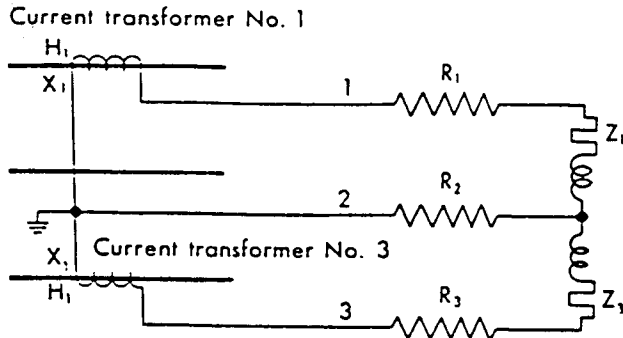 Current transformer No. 1
H₁
X₁
1
R₁
Z₁
2
R₂
Current transformer No. 3
X₁
H₁
3
R₃
Z₃